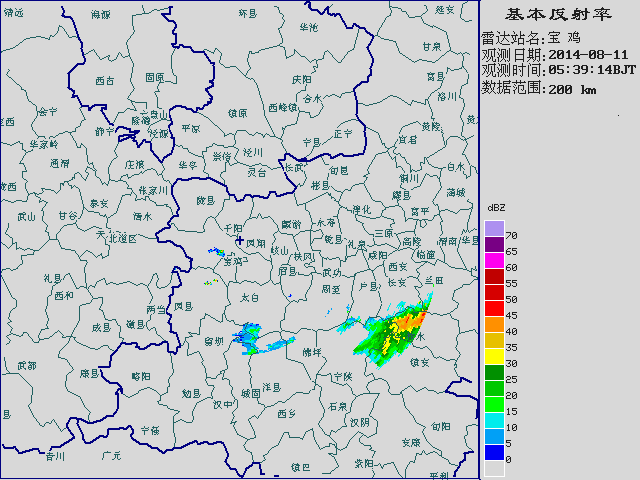 基本反射率
雷达站名:宝 鸡
观测日期:2014-08-11
观测时间:05:39:14BJT
数据范围:200 km
dBZ
70
65
60
55
50
45
40
35
30
25
20
15
10
5
0
靖远
海源
环县
华池
延安
甘泉
西吉
固原
庆阳
富县
合水
洛川
会宁
镇原
西峰镇
静宁
隆德
泾源
平凉
宁县
正宁
黄陵
宜君
华家岭
通渭
庄浪
华亭
崇信
泾川
灵台
长武
旬邑
彬县
铜川
白水
蒲城
张家川
陇县
耀县
富平
武山
甘谷
秦安
清水
天水
北道区
千阳
凤翔
麟游
永寿
淳化
乾县
礼泉
三原
高陵
渭南
华县
临潼
宝鸡
岐山
扶风
眉县
武功
周至
咸阳
西安
户县
长安
兰田
礼县
西和
两当
凤县
太白
成县
徽县
留坝
佛坪
宁陕
镇安
武都
康县
略阳
勉县
汉中
城固
洋县
西乡
石泉
汉阴
旬阳
安康
宁强
青川
广元
镇巴
紫阳
平利